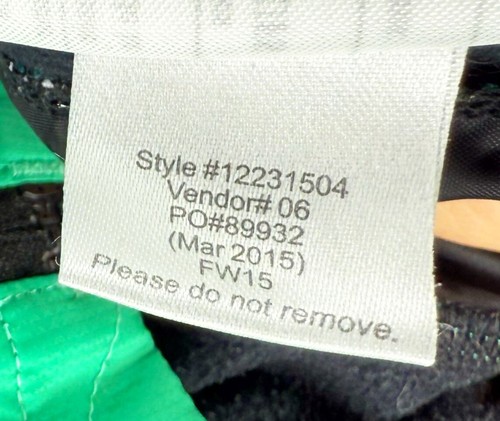 Style #12231504
Vendor# 06
PO#89932
(Mar 2015)
FW15
Please do not remove.